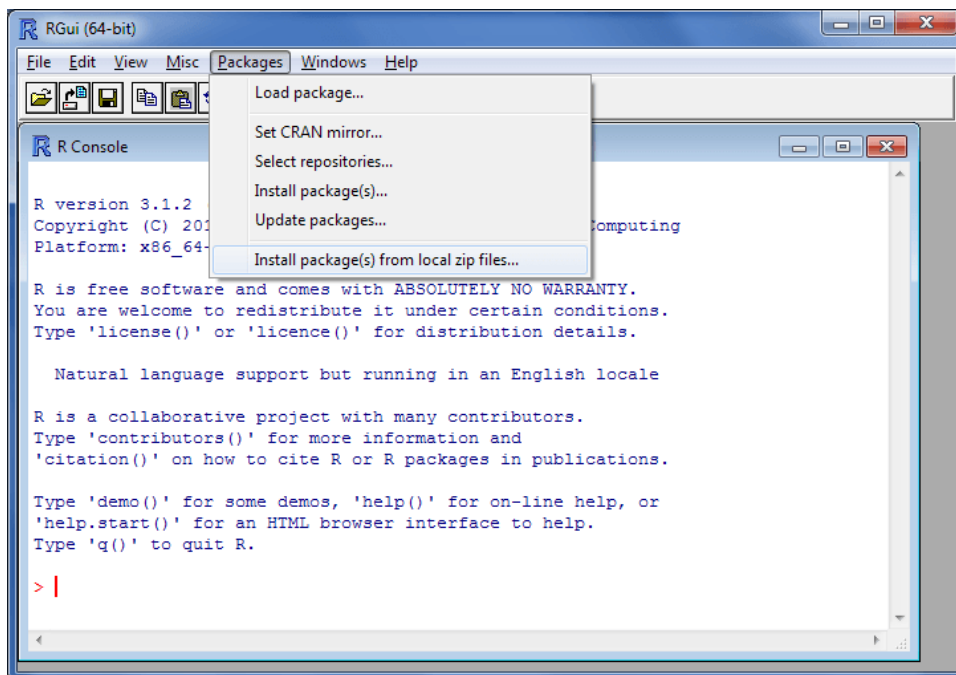 RGui (64-bit)
File Edit View Misc Packages Windows Help
Load package...
Set CRAN mirror...
Select repositories...
Install package(s)...
Update packages...
Install package(s) from local zip files...
R Console
R version 3.1.2
Copyright (C) 201 Computing
Platform: x86_64-
R is free software and comes with ABSOLUTELY NO WARRANTY.
You are welcome to redistribute it under certain conditions.
Type 'license()' or 'licence()' for distribution details.
Natural language support but running in an English locale
R is a collaborative project with many contributors.
Type 'contributors()' for more information and
'citation()' on how to cite R or R packages in publications.
Type 'demo()' for some demos, 'help()' for on-line help, or
'help.start()' for an HTML browser interface to help.
Type 'q()' to quit R.
>